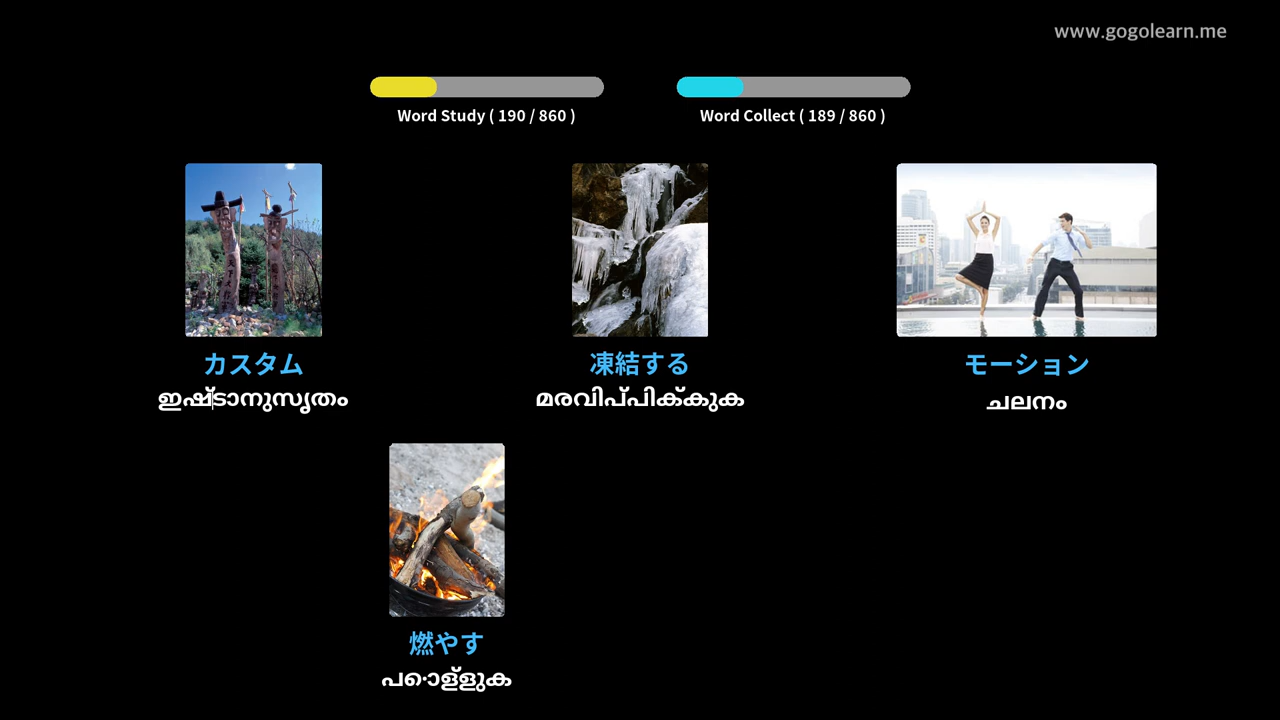 www.gogolearn.me
Word Study ( 190 / 860 )
Word Collect ( 189 / 860 )
カスタム
凍結する
モーション
ഇഷ്ടാനുസൃതം
മരവിപ്പിക്കുക
ചലനം
燃やす
പൊള്ളുക